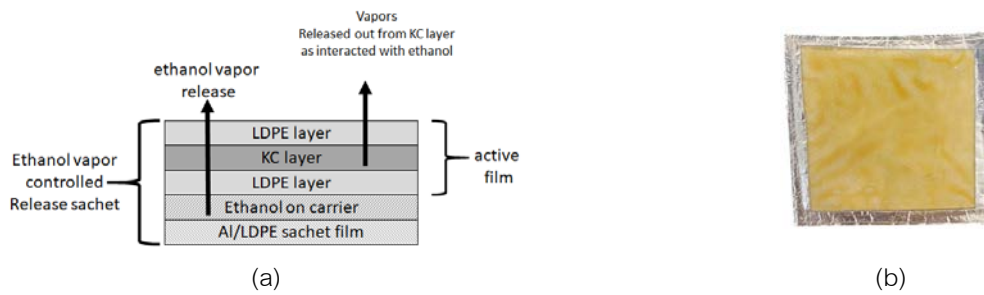 Vapors
Released out from KC layer
as interacted with ethanol
ethanol vapor
release
LDPE layer
KC layer
LDPE layer
Ethanol on carrier
Al/LDPE sachet film
Ethanol vapor
controlled
Release sachet
active
film
(a)
(b)